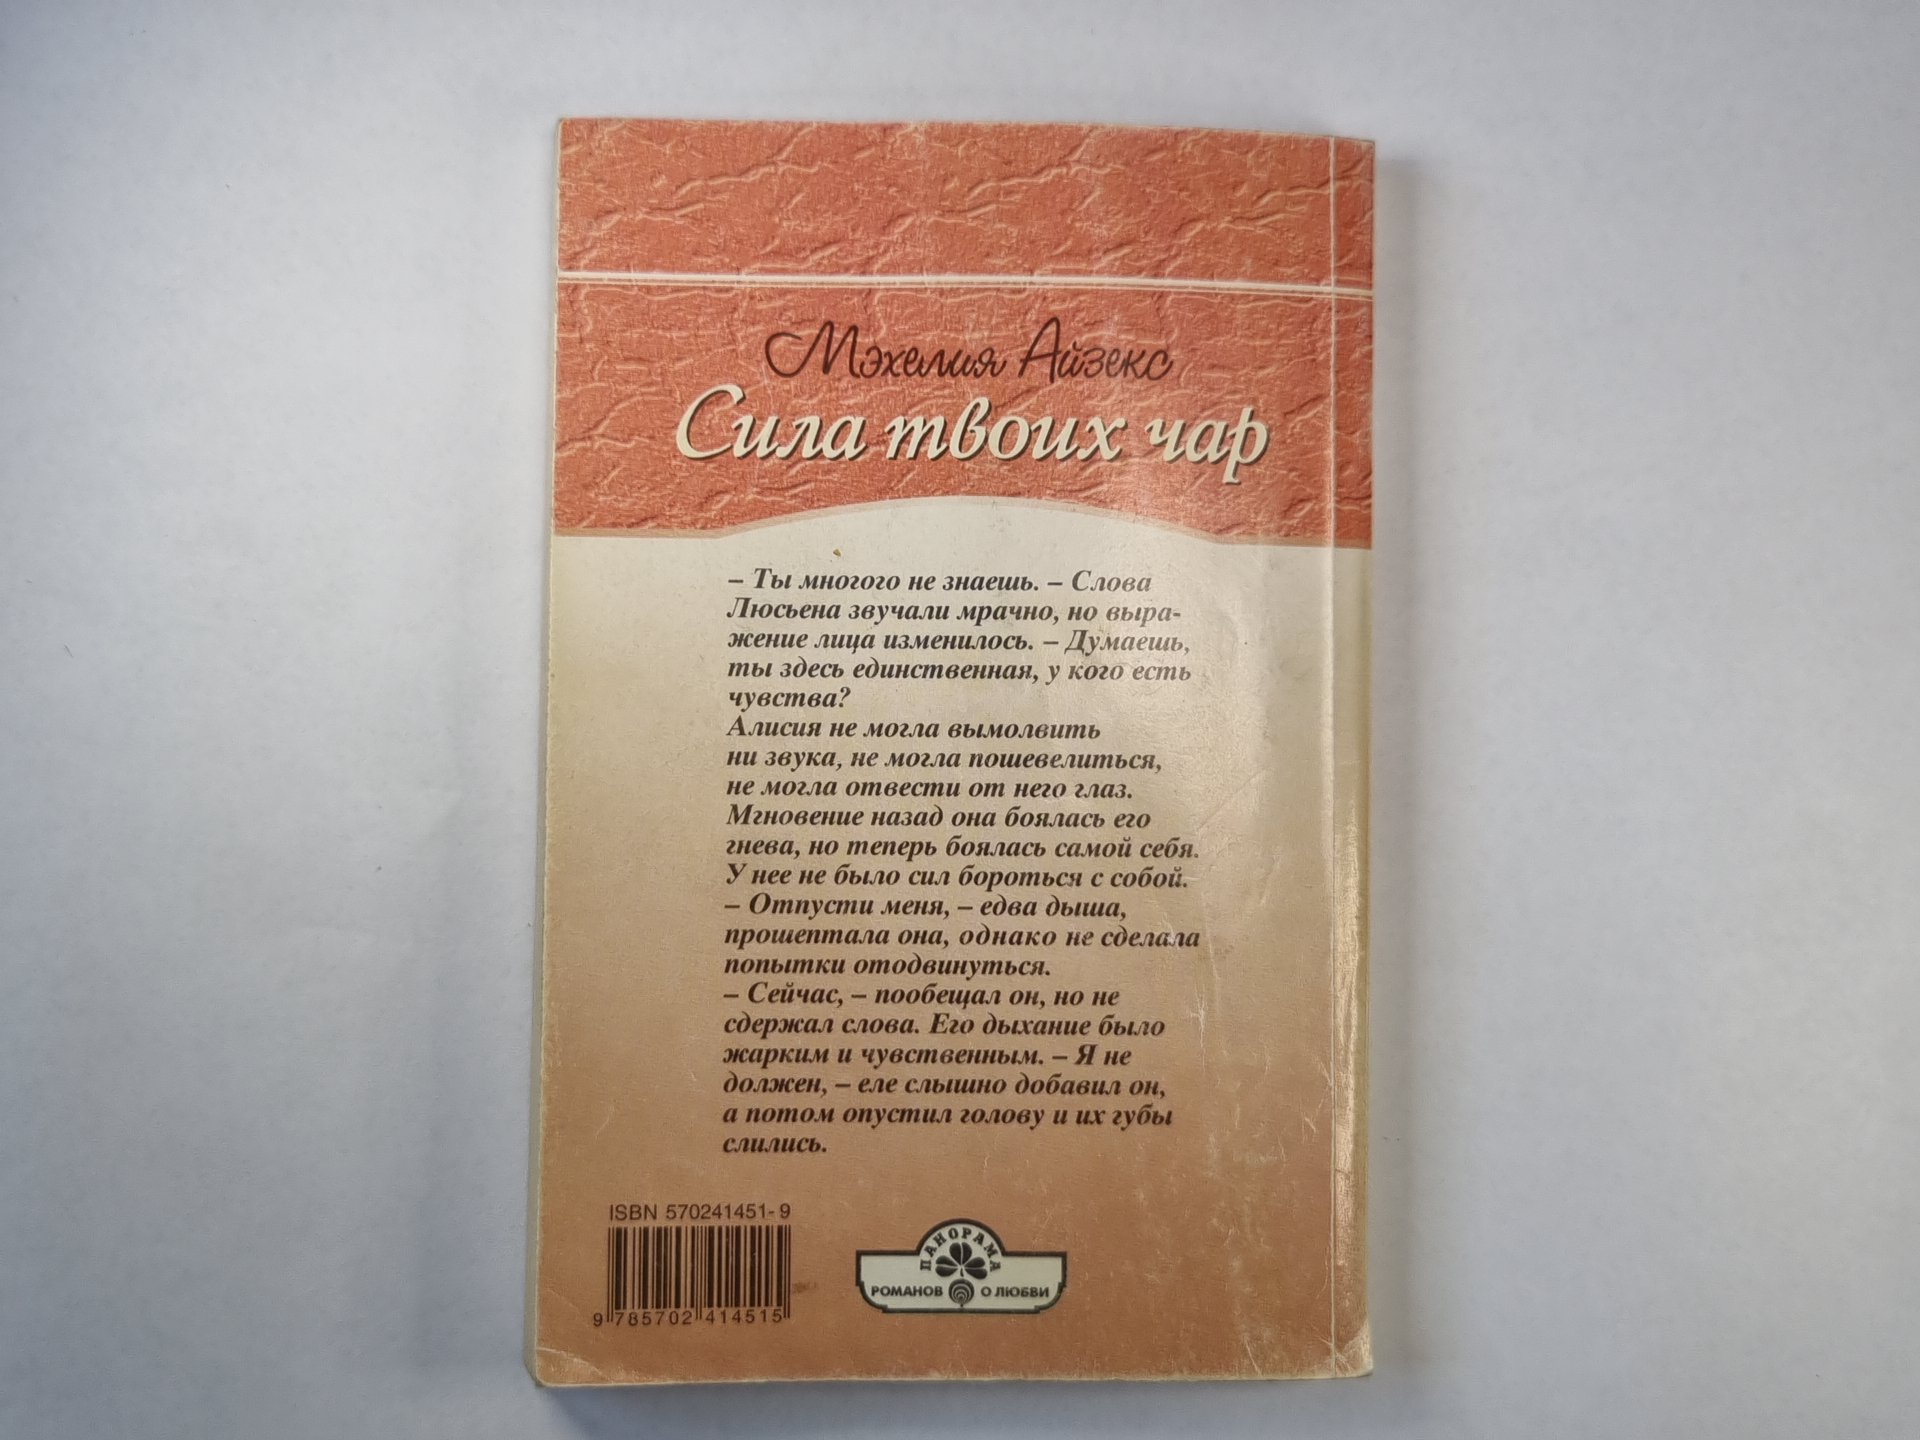 Мэхелия Айзекс
Сила твоих чар
– Ты многого не знаешь. – Слова
Люсьена звучали мрачно, но выра-
жение лица изменилось. – Думаешь,
ты здесь единственная, у кого есть
чувства?
Алисия не могла вымолвить
ни звука, не могла пошевелиться,
не могла отвести от него глаз.
Мгновение назад она боялась его
гнева, но теперь боялась самой себя.
У нее не было сил бороться с собой.
– Отпусти меня, – едва дыша,
прошептала она, однако не сделала
попытки отодвинуться.
– Сейчас, – пообещал он, но не
сдержал слова. Его дыхание было
жарким и чувственным. – Я не
должен, – еле слышно добавил он,
а потом опустил голову и их губы
слились.
ISBN 570241451-9
9 785702 414515
ПАНОРАМА
РОМАНОВ О ЛЮБВИ